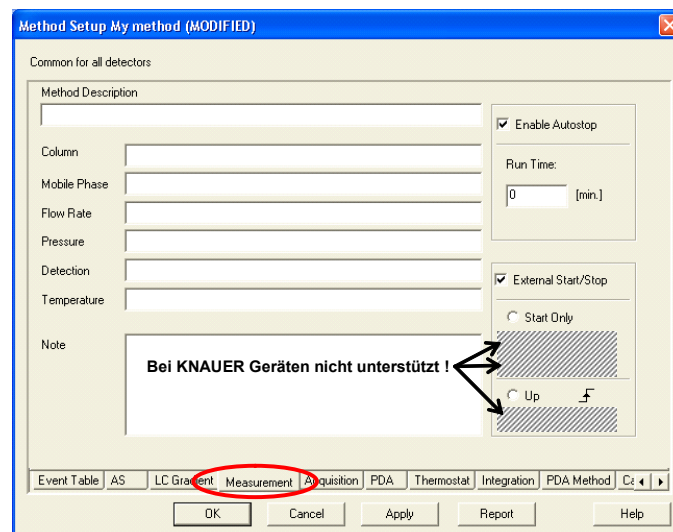 Method Setup My method (MODIFIED)
Common for all detectors
Method Description
Column
Mobile Phase
Flow Rate
Pressure
Detection
Temperature
Note
Bei KNAUER Geräten nicht unterstützt !
Enable Autostop
Run Time:
0 [min.]
External Start/Stop
Start Only
Up
Event Table AS LC Gradient Measurement Acquisition PDA Thermostat Integration PDA Method
OK Cancel Apply Report Help